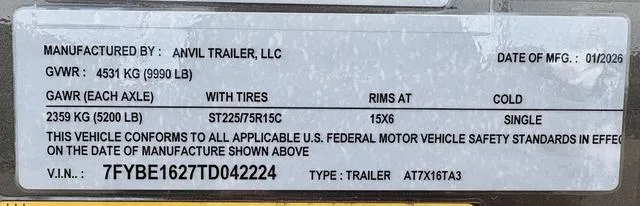 MANUFACTURED BY: ANVIL TRAILER, LLC
DATE OF MFG.: 01/2026
GVWR: 4531 KG (9990 LB)
GAWR (EACH AXLE) WITH TIRES RIMS AT COLD
2359 KG (5200 LB) ST225/75R15C 15X6 SINGLE
THIS VEHICLE CONFORMS TO ALL APPLICABLE U.S. FEDERAL MOTOR VEHICLE SAFETY STANDARDS IN EFFEC
ON THE DATE OF MANUFACTURE SHOWN ABOVE
V.I.N.: 7FYBE1627TD042224 TYPE: TRAILER AT7X16TA3